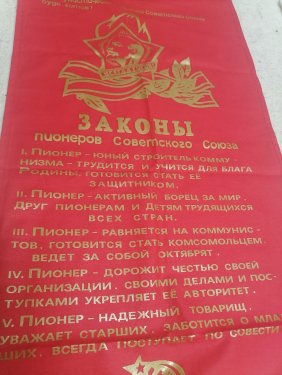 будь готов!
ЗАКОНЫ
пионеров Советского Союза
I. Пионер - юный строитель комму -
низма - трудится и учится для блага
Родины, готовится стать её
защитником.
II. Пионер - активный борец за мир.
Друг пионерам и детям трудящихся
всех стран.
III. Пионер - равняется на коммунис -
тов, готовится стать комсомольцем.
Ведёт за собой октябрят.
IV. Пионер - дорожит честью своей
организации. Своими делами и пос -
тупками укрепляет её авторитет.
V. Пионер - надежный товарищ.
Уважает старших. Заботится о мла
ших. Всегда поступает по совести